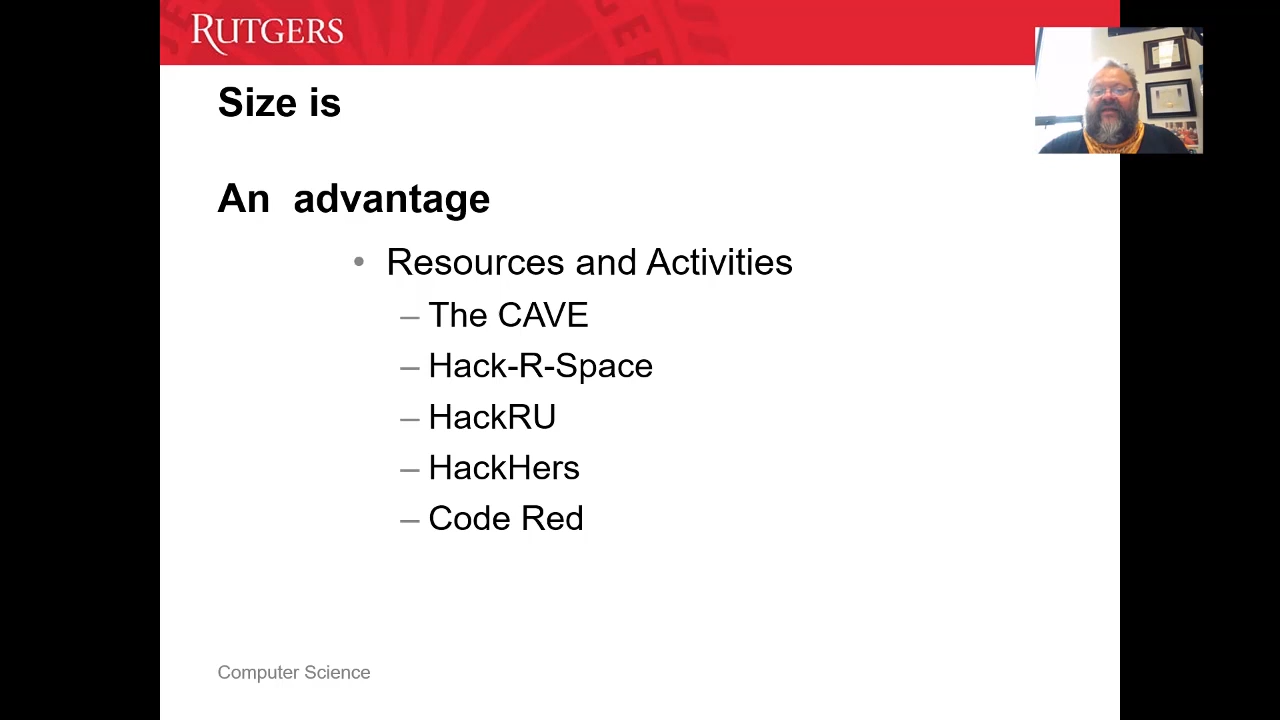 RUTGERS
Size is
An advantage
• Resources and Activities
– The CAVE
– Hack-R-Space
– HackRU
– HackHers
– Code Red
Computer Science